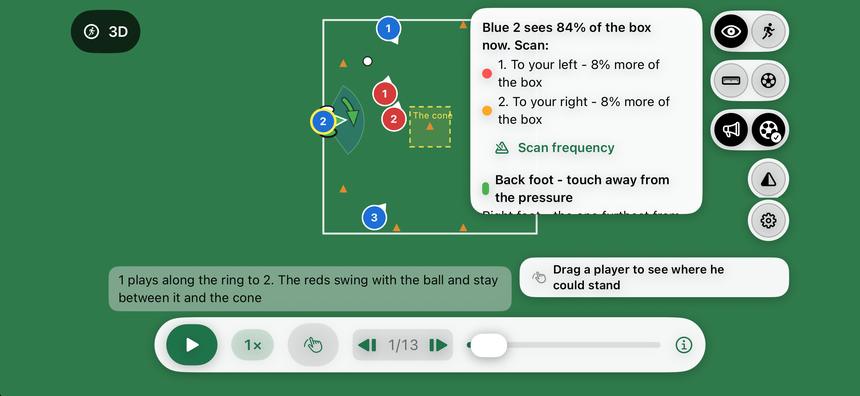 3D
1
Blue 2 sees 84% of the box
now. Scan:
1. To your left - 8% more of
the box
2. To your right - 8% more of
the box
Scan frequency
Back foot - touch away from
the pressure
1
2
The cone
2
3
1 plays along the ring to 2. The reds swing with the ball and stay
between it and the cone
Drag a player to see where he
could stand
1×
1/13